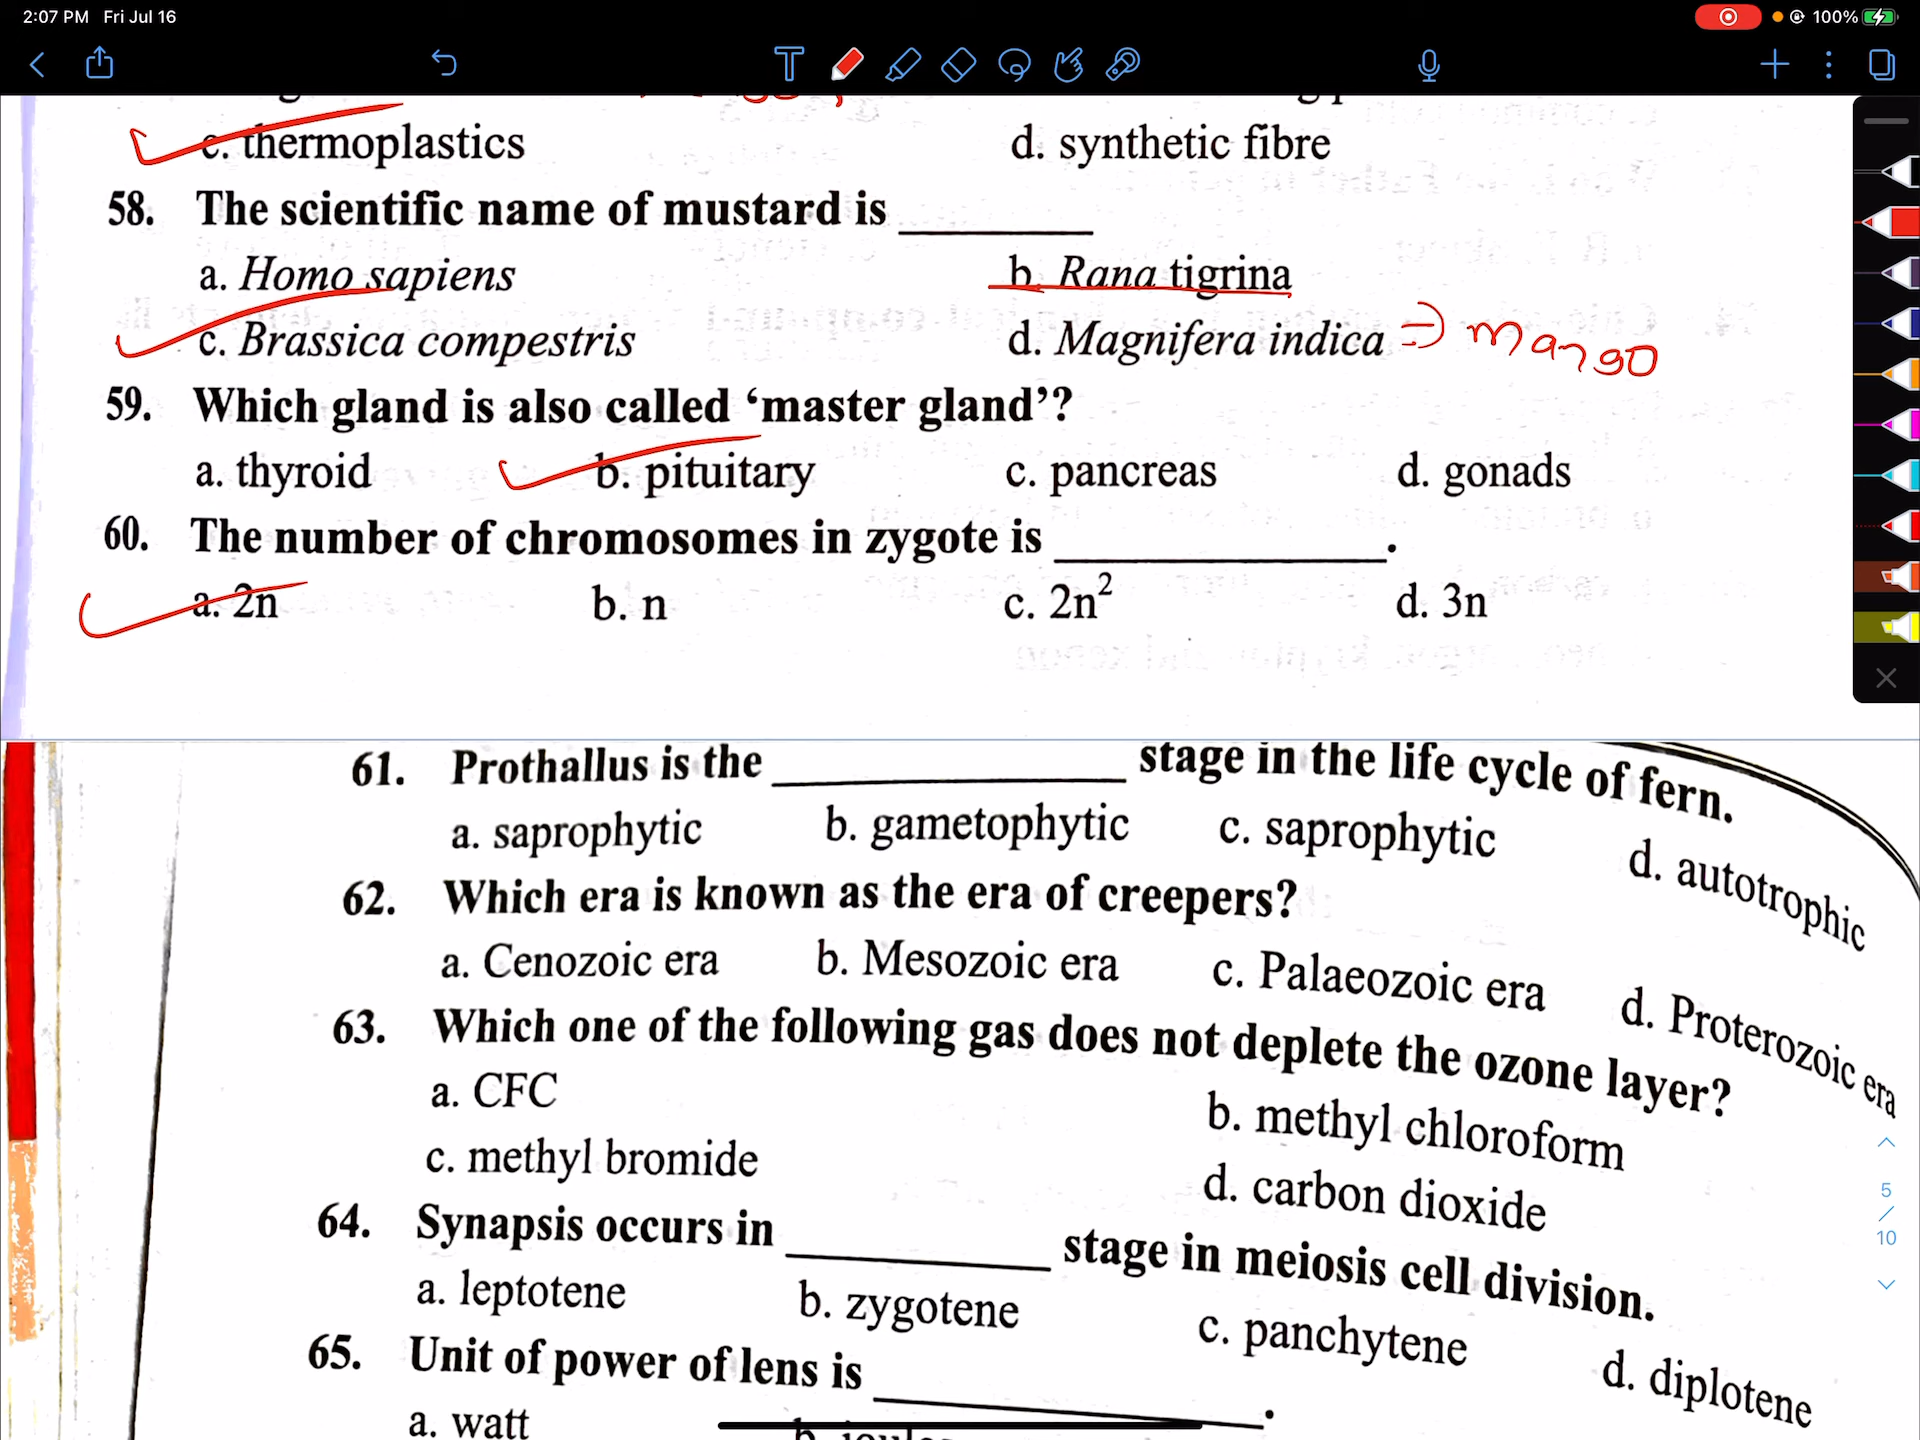 2:07 PM Fri Jul 16
100%
c. thermoplastics d. synthetic fibre
58. The scientific name of mustard is __________
a. Homo sapiens b. Rana tigrina
c. Brassica compestris d. Magnifera indica => Mango
59. Which gland is also called ‘master gland’?
a. thyroid b. pituitary c. pancreas d. gonads
60. The number of chromosomes in zygote is __________.
a. 2n b. n c. 2n² d. 3n
61. Prothallus is the __________ stage in the life cycle of fern.
a. saprophytic b. gametophytic c. saprophytic d. autotrophic
62. Which era is known as the era of creepers?
a. Cenozoic era b. Mesozoic era c. Palaeozoic era d. Proterozoic era
63. Which one of the following gas does not deplete the ozone layer?
a. CFC b. methyl chloroform
c. methyl bromide d. carbon dioxide
64. Synapsis occurs in __________ stage in meiosis cell division.
a. leptotene b. zygotene c. panchytene d. diplotene
65. Unit of power of lens is __________.
a. watt
5
/
10